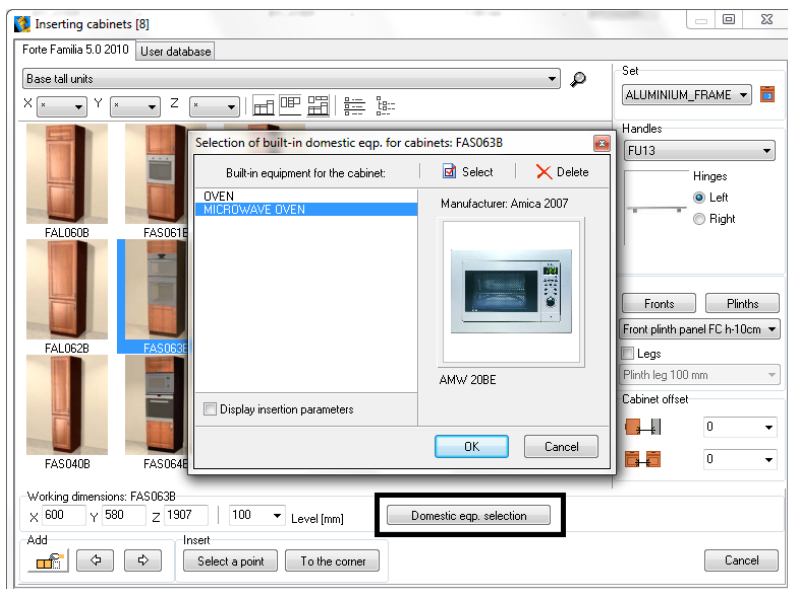 Inserting cabinets [8]
Forte Familia 5.0 2010 User database
Base tall units
X * Y * Z *
FAL060B FAS061B
FAL062B FAS063B
FAS040B FAS064B
Selection of built-in domestic eqp. for cabinets: FAS063B
Built-in equipment for the cabinet: Select Delete
OVEN
MICROWAVE OVEN
Manufacturer: Amica 2007
AMW 20BE
Display insertion parameters
OK Cancel
Set
ALUMINIUM_FRAME
Handles
FU13
Hinges
Left
Right
Fronts Plinths
Front plinth panel FC h-10cm
Legs
Plinth leg 100 mm
Cabinet offset
0
0
Working dimensions: FAS063B
X 600 Y 580 Z 1907 100 Level [mm] Domestic eqp. selection
Add Insert
Select a point To the corner Cancel